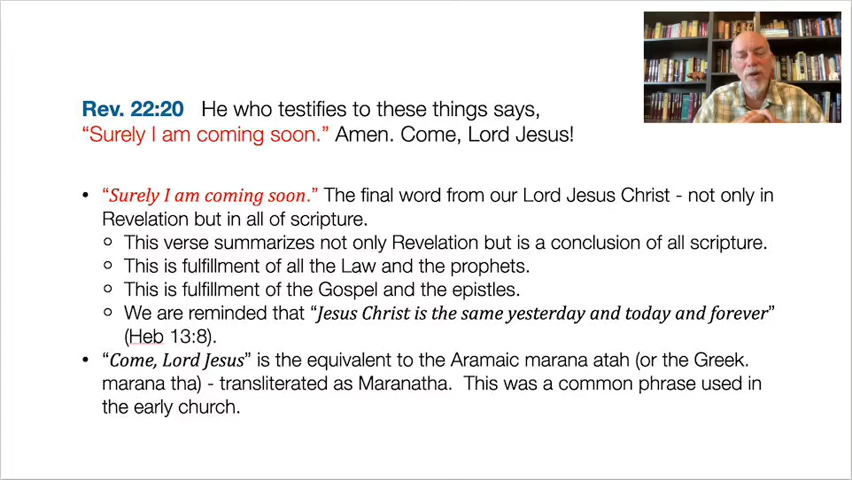 Rev. 22:20 He who testifies to these things says,
“Surely I am coming soon.” Amen. Come, Lord Jesus!
• “Surely I am coming soon.” The final word from our Lord Jesus Christ - not only in
Revelation but in all of scripture.
○ This verse summarizes not only Revelation but is a conclusion of all scripture.
○ This is fulfillment of all the Law and the prophets.
○ This is fulfillment of the Gospel and the epistles.
○ We are reminded that “Jesus Christ is the same yesterday and today and forever”
(Heb 13:8).
• “Come, Lord Jesus” is the equivalent to the Aramaic marana atah (or the Greek.
marana tha) - transliterated as Maranatha. This was a common phrase used in
the early church.